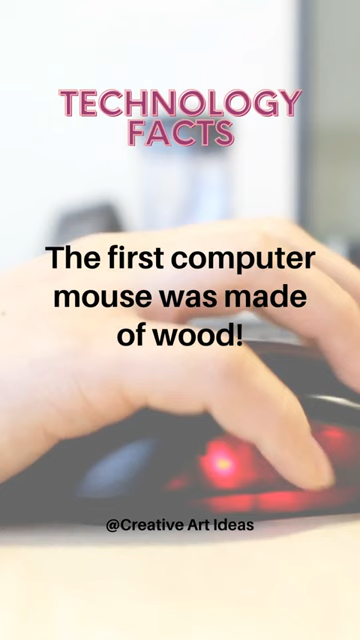 TECHNOLOGY
FACTS
The first computer
mouse was made
of wood!
@Creative Art Ideas